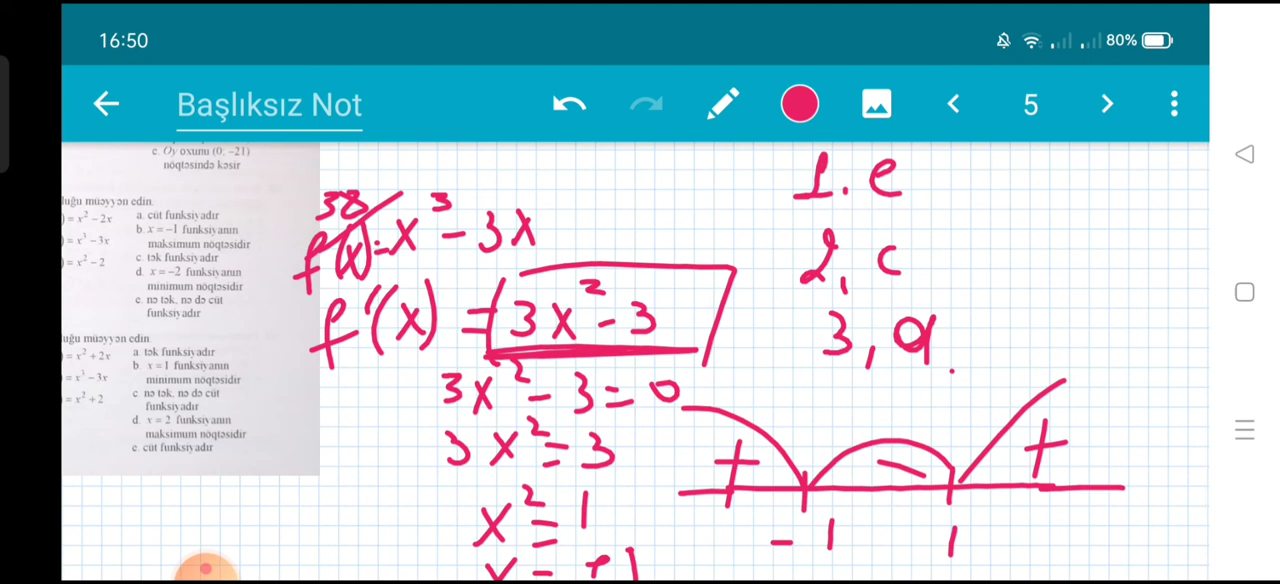 16:50
80%
Başlıksız Not
5
c. Oy oxunu (0, -21)
nöqtəsində kəsir
luğu müəyyən edin
) = x² − 2x
) = x³ − 3x
) = x² − 2
a. cüt funksiyadır
b. x = −1 funksiyanın
maksimum nöqtəsidir
c. tək funksiyadır
d. x = −2 funksiyanın
minimum nöqtəsidir
e. nə tək, nə də cüt
funksiyadır
luğu müəyyən edin
= x² + 2x
= x³ − 3x
= x² + 2
a. tək funksiyadır
b. x = 1 funksiyanın
minimum nöqtəsidir
c. nə tək, nə də cüt
funksiyadır
d. x = 2 funksiyanın
maksimum nöqtəsidir
e. cüt funksiyadır
38
f(x) = x³ − 3x
f'(x) = 3x² − 3
3x² − 3 = 0
3x² = 3
x² = 1
x = ±1
1. e
2, c
3, a
+ − +
−1 1